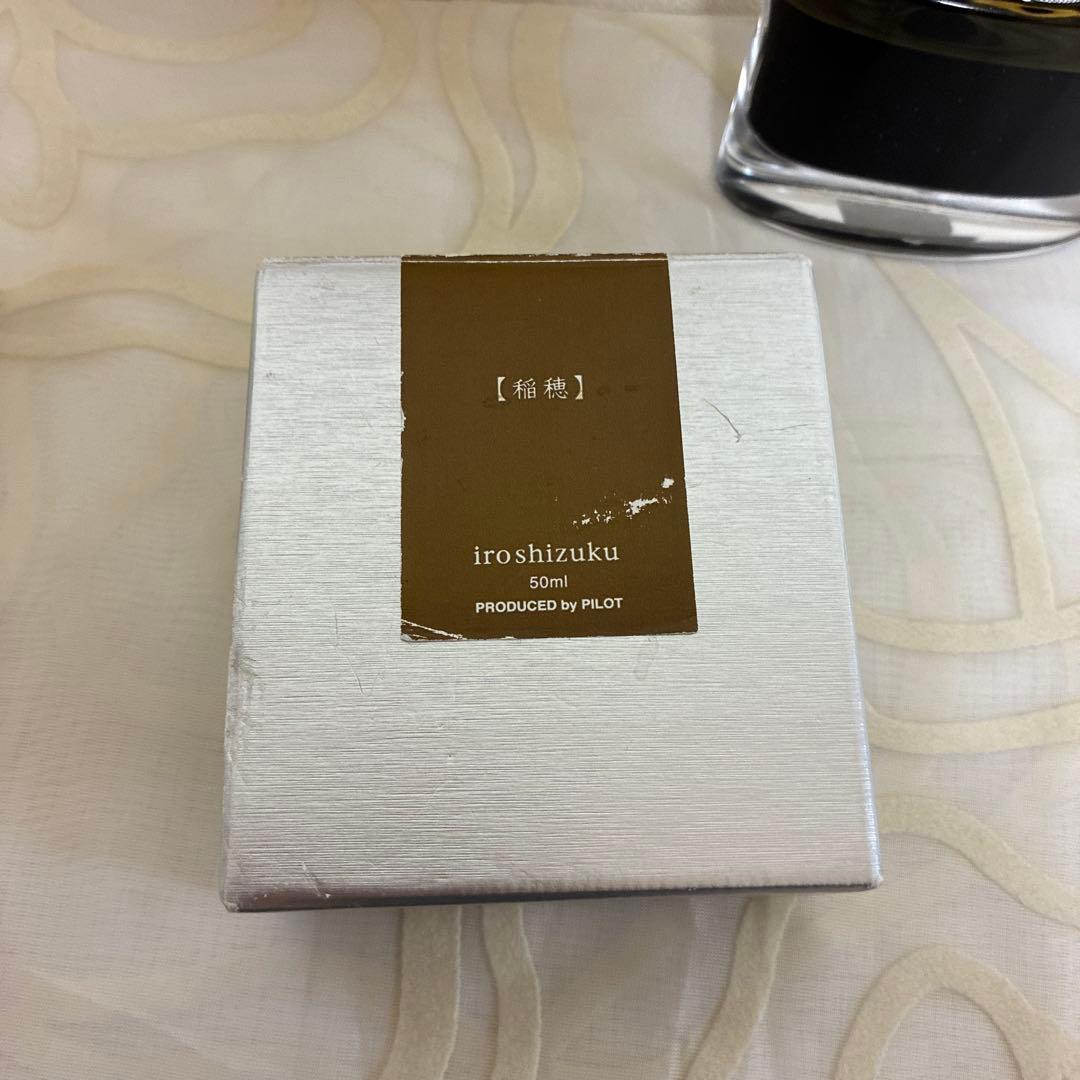 【稲穂】
iroshizuku
50ml
PRODUCED by PILOT